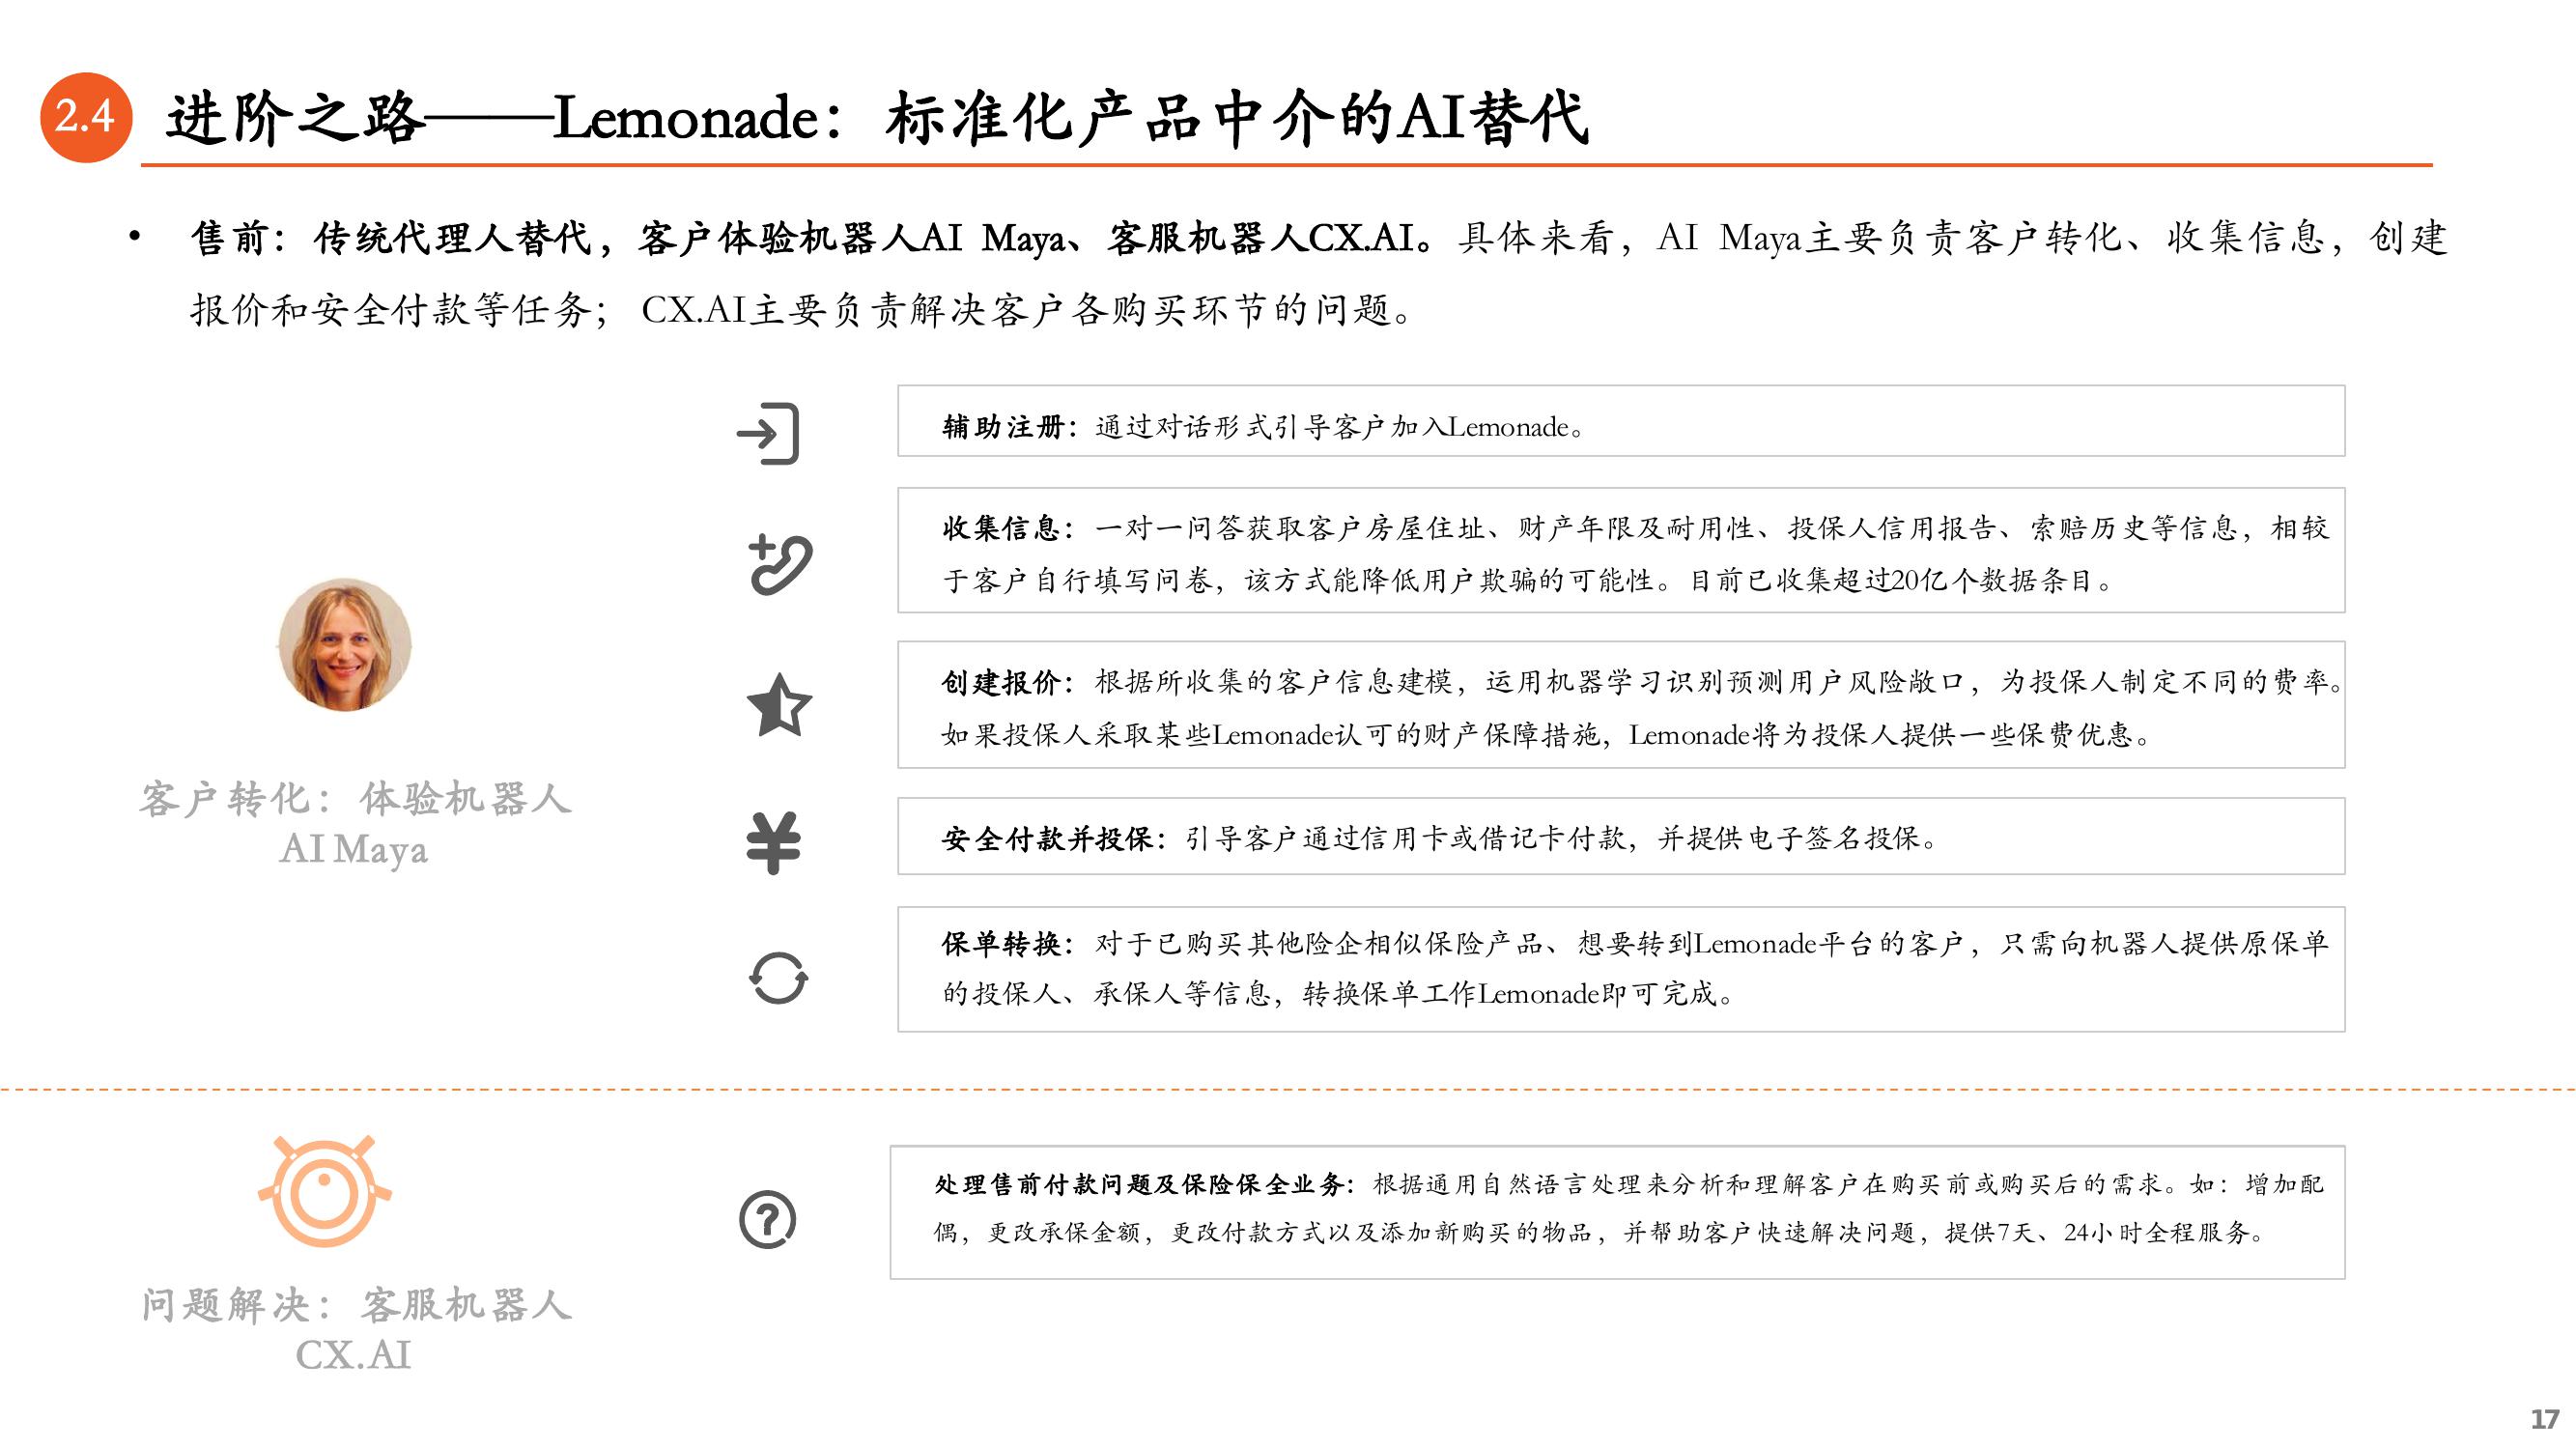 2.4
进阶之路——Lemonade：标准化产品中介的AI替代
• 售前：传统代理人替代，客户体验机器人AI Maya、客服机器人CX.AI。具体来看，AI Maya主要负责客户转化、收集信息，创建
报价和安全付款等任务； CX.AI主要负责解决客户各购买环节的问题。
辅助注册：通过对话形式引导客户加入Lemonade。
收集信息：一对一问答获取客户房屋住址、财产年限及耐用性、投保人信用报告、索赔历史等信息，相较
于客户自行填写问卷，该方式能降低用户欺骗的可能性。目前已收集超过20亿个数据条目。
创建报价：根据所收集的客户信息建模，运用机器学习识别预测用户风险敞口，为投保人制定不同的费率。
如果投保人采取某些Lemonade认可的财产保障措施，Lemonade将为投保人提供一些保费优惠。
客户转化：体验机器人
AI Maya
安全付款并投保：引导客户通过信用卡或借记卡付款，并提供电子签名投保。
保单转换：对于已购买其他险企相似保险产品、想要转到Lemonade平台的客户，只需向机器人提供原保单
的投保人、承保人等信息，转换保单工作Lemonade即可完成。
处理售前付款问题及保险保全业务：根据通用自然语言处理来分析和理解客户在购买前或购买后的需求。如：增加配
偶，更改承保金额，更改付款方式以及添加新购买的物品，并帮助客户快速解决问题，提供7天、24小时全程服务。
问题解决：客服机器人
CX.AI
17